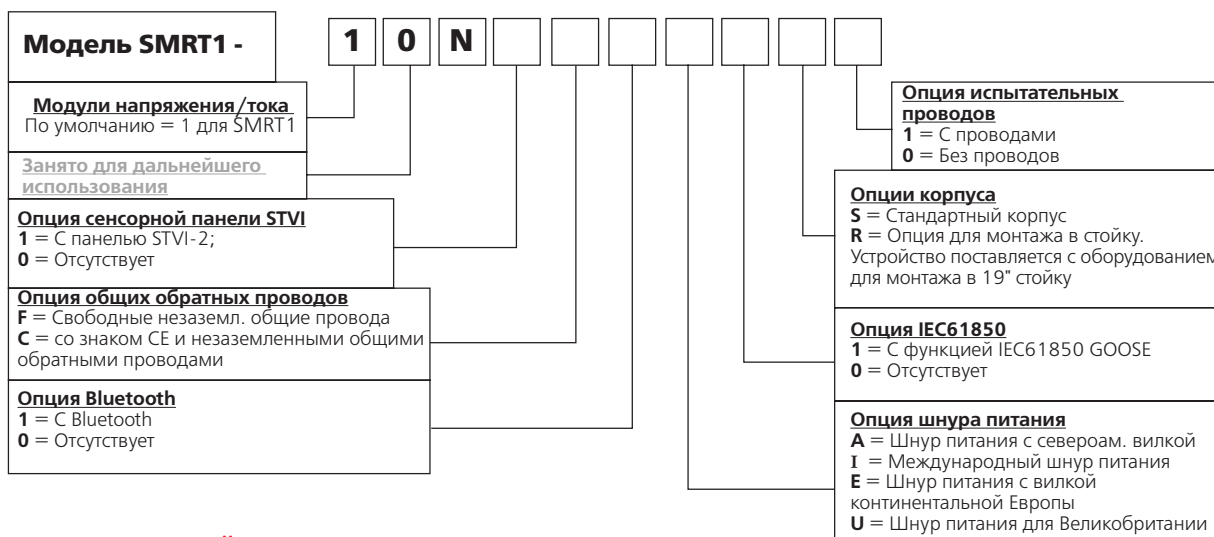 Модель SMRT1 -
1 0 N
Модули напряжения/тока
По умолчанию = 1 для SMRT1
Занято для дальнейшего
использования
Опция сенсорной панели STVI
1 = С панелью STVI-2;
0 = Отсутствует
Опция общих обратных проводов
F = Свободные незаземл. общие провода
C = со знаком CE и незаземленными общими
обратными проводами
Опция Bluetooth
1 = С Bluetooth
0 = Отсутствует
Опция испытательных
проводов
1 = С проводами
0 = Без проводов
Опции корпуса
S = Стандартный корпус
R = Опция для монтажа в стойку.
Устройство поставляется с оборудованием
для монтажа в 19" стойку
Опция IEC61850
1 = С функцией IEC61850 GOOSE
0 = Отсутствует
Опция шнура питания
A = Шнур питания с североам. вилкой
I = Международный шнур питания
E = Шнур питания с вилкой
континентальной Европы
U = Шнур питания для Великобритании